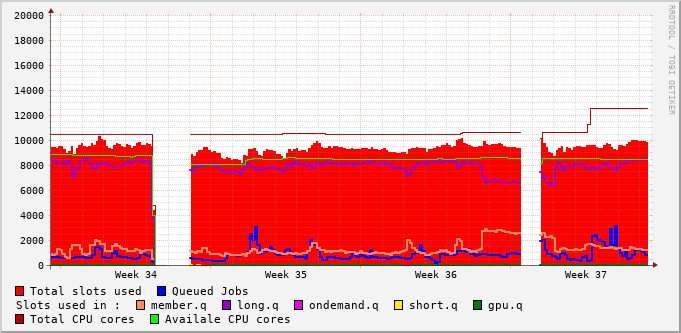 20000
18000
16000
14000
12000
10000
8000
6000
4000
2000
0
Week 34 Week 35 Week 36 Week 37
Total slots used Queued Jobs
Slots used in : member.q long.q ondemand.q short.q gpu.q
Total CPU cores Availale CPU cores
RRDTOOL / TOBI OETIKER